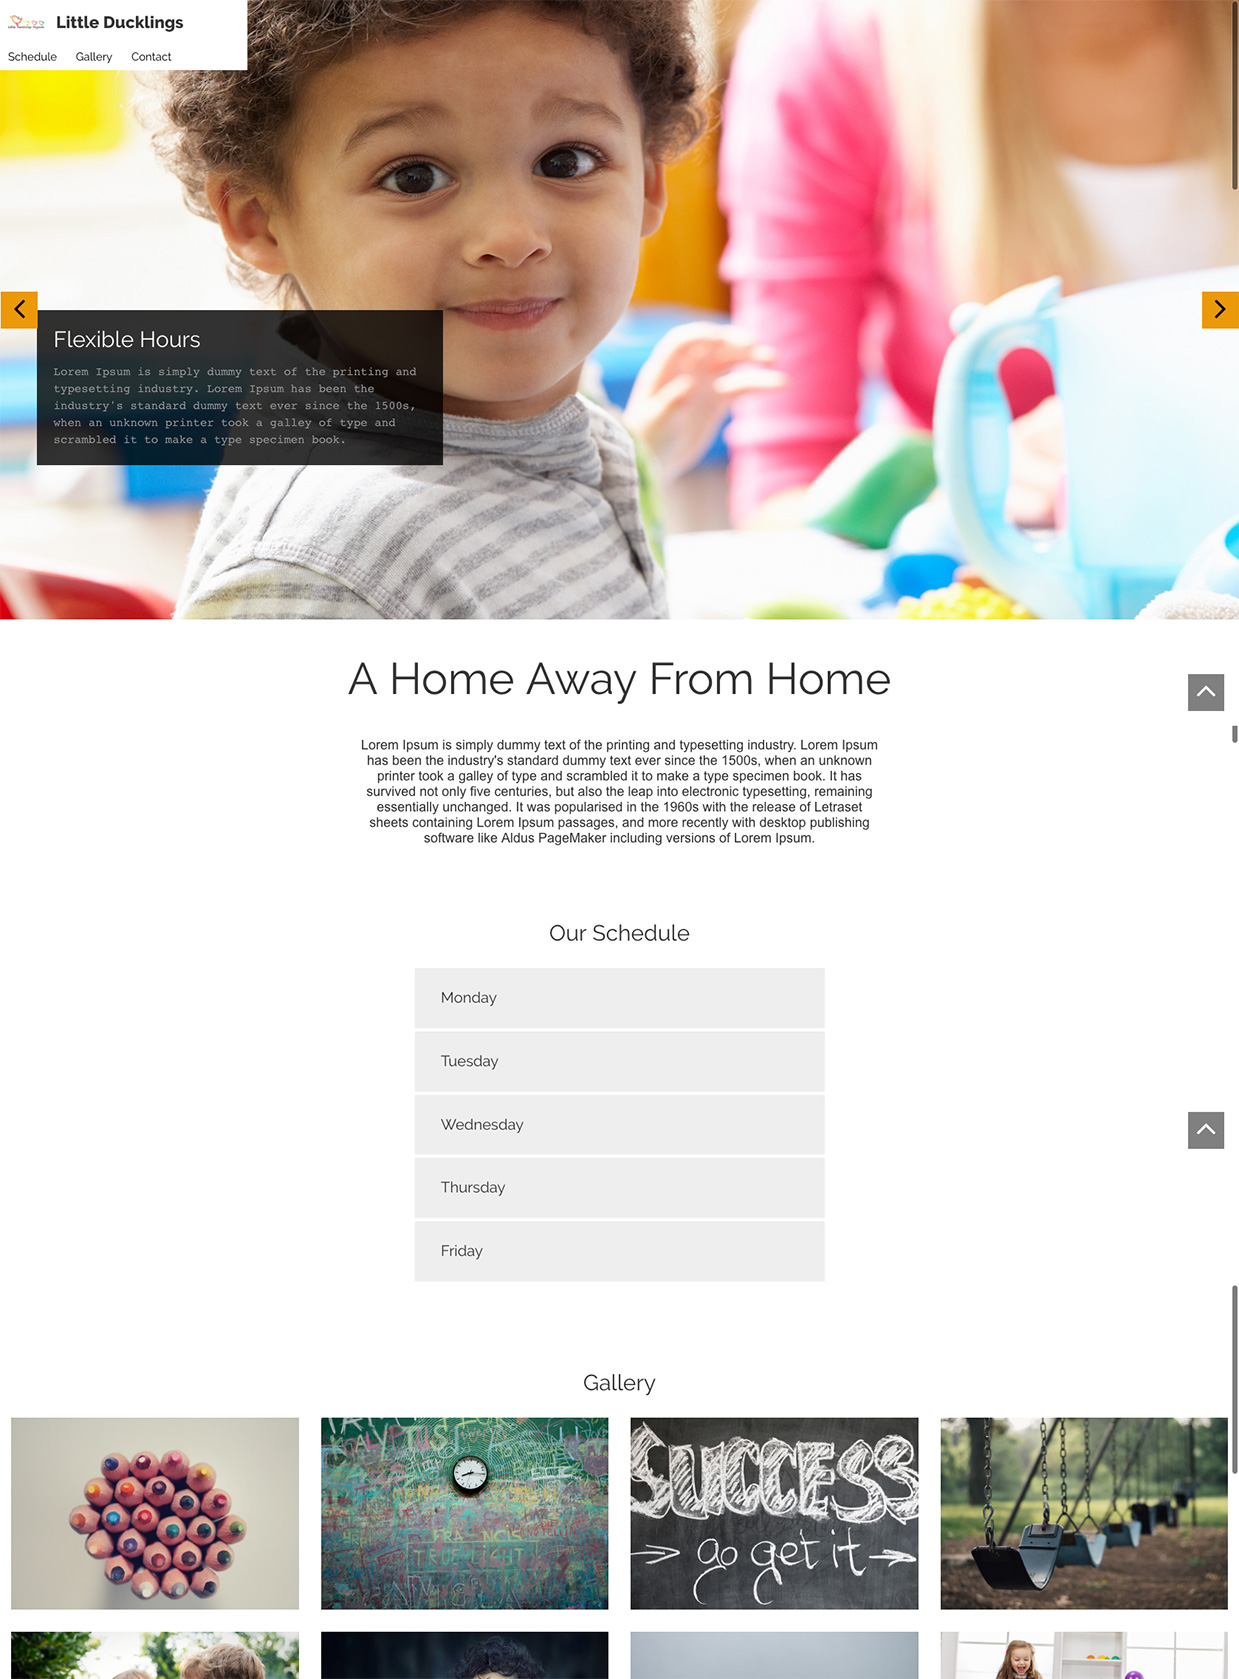 Little Ducklings
Schedule Gallery Contact
Flexible Hours
Lorem Ipsum is simply dummy text of the printing and
typesetting industry. Lorem Ipsum has been the
industry's standard dummy text ever since the 1500s,
when an unknown printer took a galley of type and
scrambled it to make a type specimen book.
A Home Away From Home
Lorem Ipsum is simply dummy text of the printing and typesetting industry. Lorem Ipsum
has been the industry's standard dummy text ever since the 1500s, when an unknown
printer took a galley of type and scrambled it to make a type specimen book. It has
survived not only five centuries, but also the leap into electronic typesetting, remaining
essentially unchanged. It was popularised in the 1960s with the release of Letraset
sheets containing Lorem Ipsum passages, and more recently with desktop publishing
software like Aldus PageMaker including versions of Lorem Ipsum.
Our Schedule
Monday
Tuesday
Wednesday
Thursday
Friday
Gallery
FRANCIS
TRUE LIGHT
SUCCESS
go get it